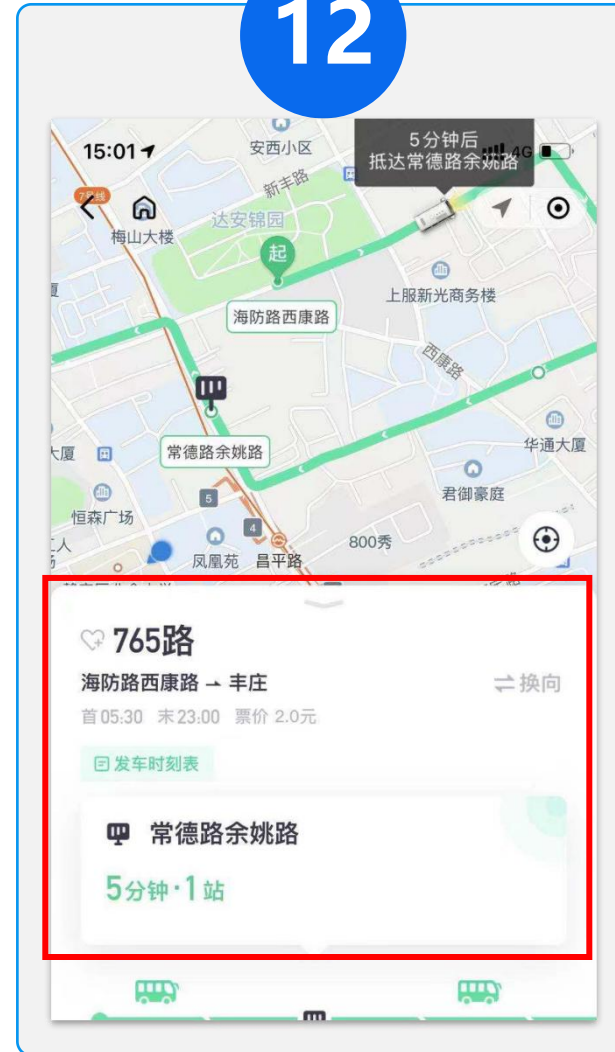 12
15:01
安西小区
5分钟后
抵达常德路余姚路
4G
新丰路
7号线
梅山大楼
达安锦园
起
厦
海防路西康路
上服新光商务楼
西康路
常德路余姚路
大厦
华通大厦
5
恒森广场
君御豪庭
4
工人
凤凰苑
昌平路
800秀
765路
海防路西康路 → 丰庄
换向
首05:30 末23:00 票价 2.0元
发车时刻表
常德路余姚路
5分钟·1站